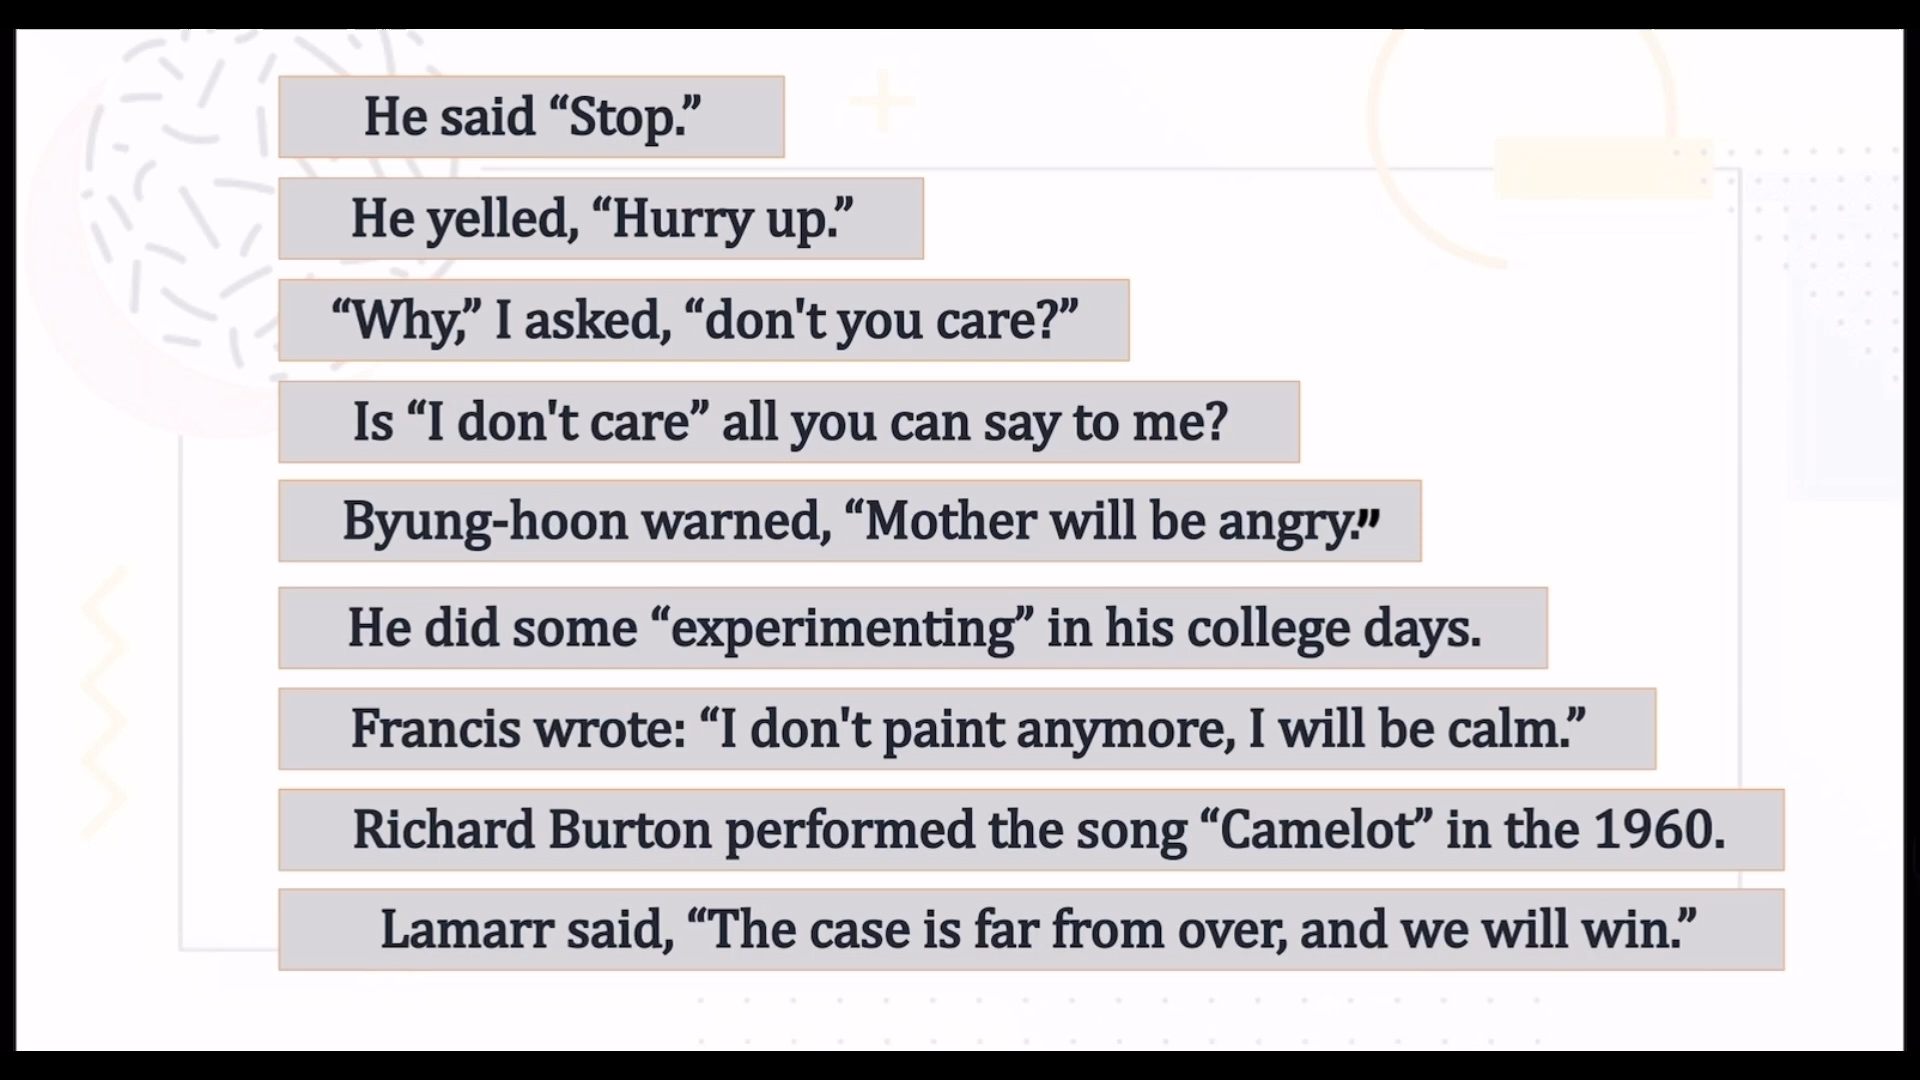 He said “Stop.”
He yelled, “Hurry up.”
“Why,” I asked, “don't you care?”
Is “I don't care” all you can say to me?
Byung-hoon warned, “Mother will be angry.”
He did some “experimenting” in his college days.
Francis wrote: “I don't paint anymore, I will be calm.”
Richard Burton performed the song “Camelot” in the 1960.
Lamarr said, “The case is far from over, and we will win.”